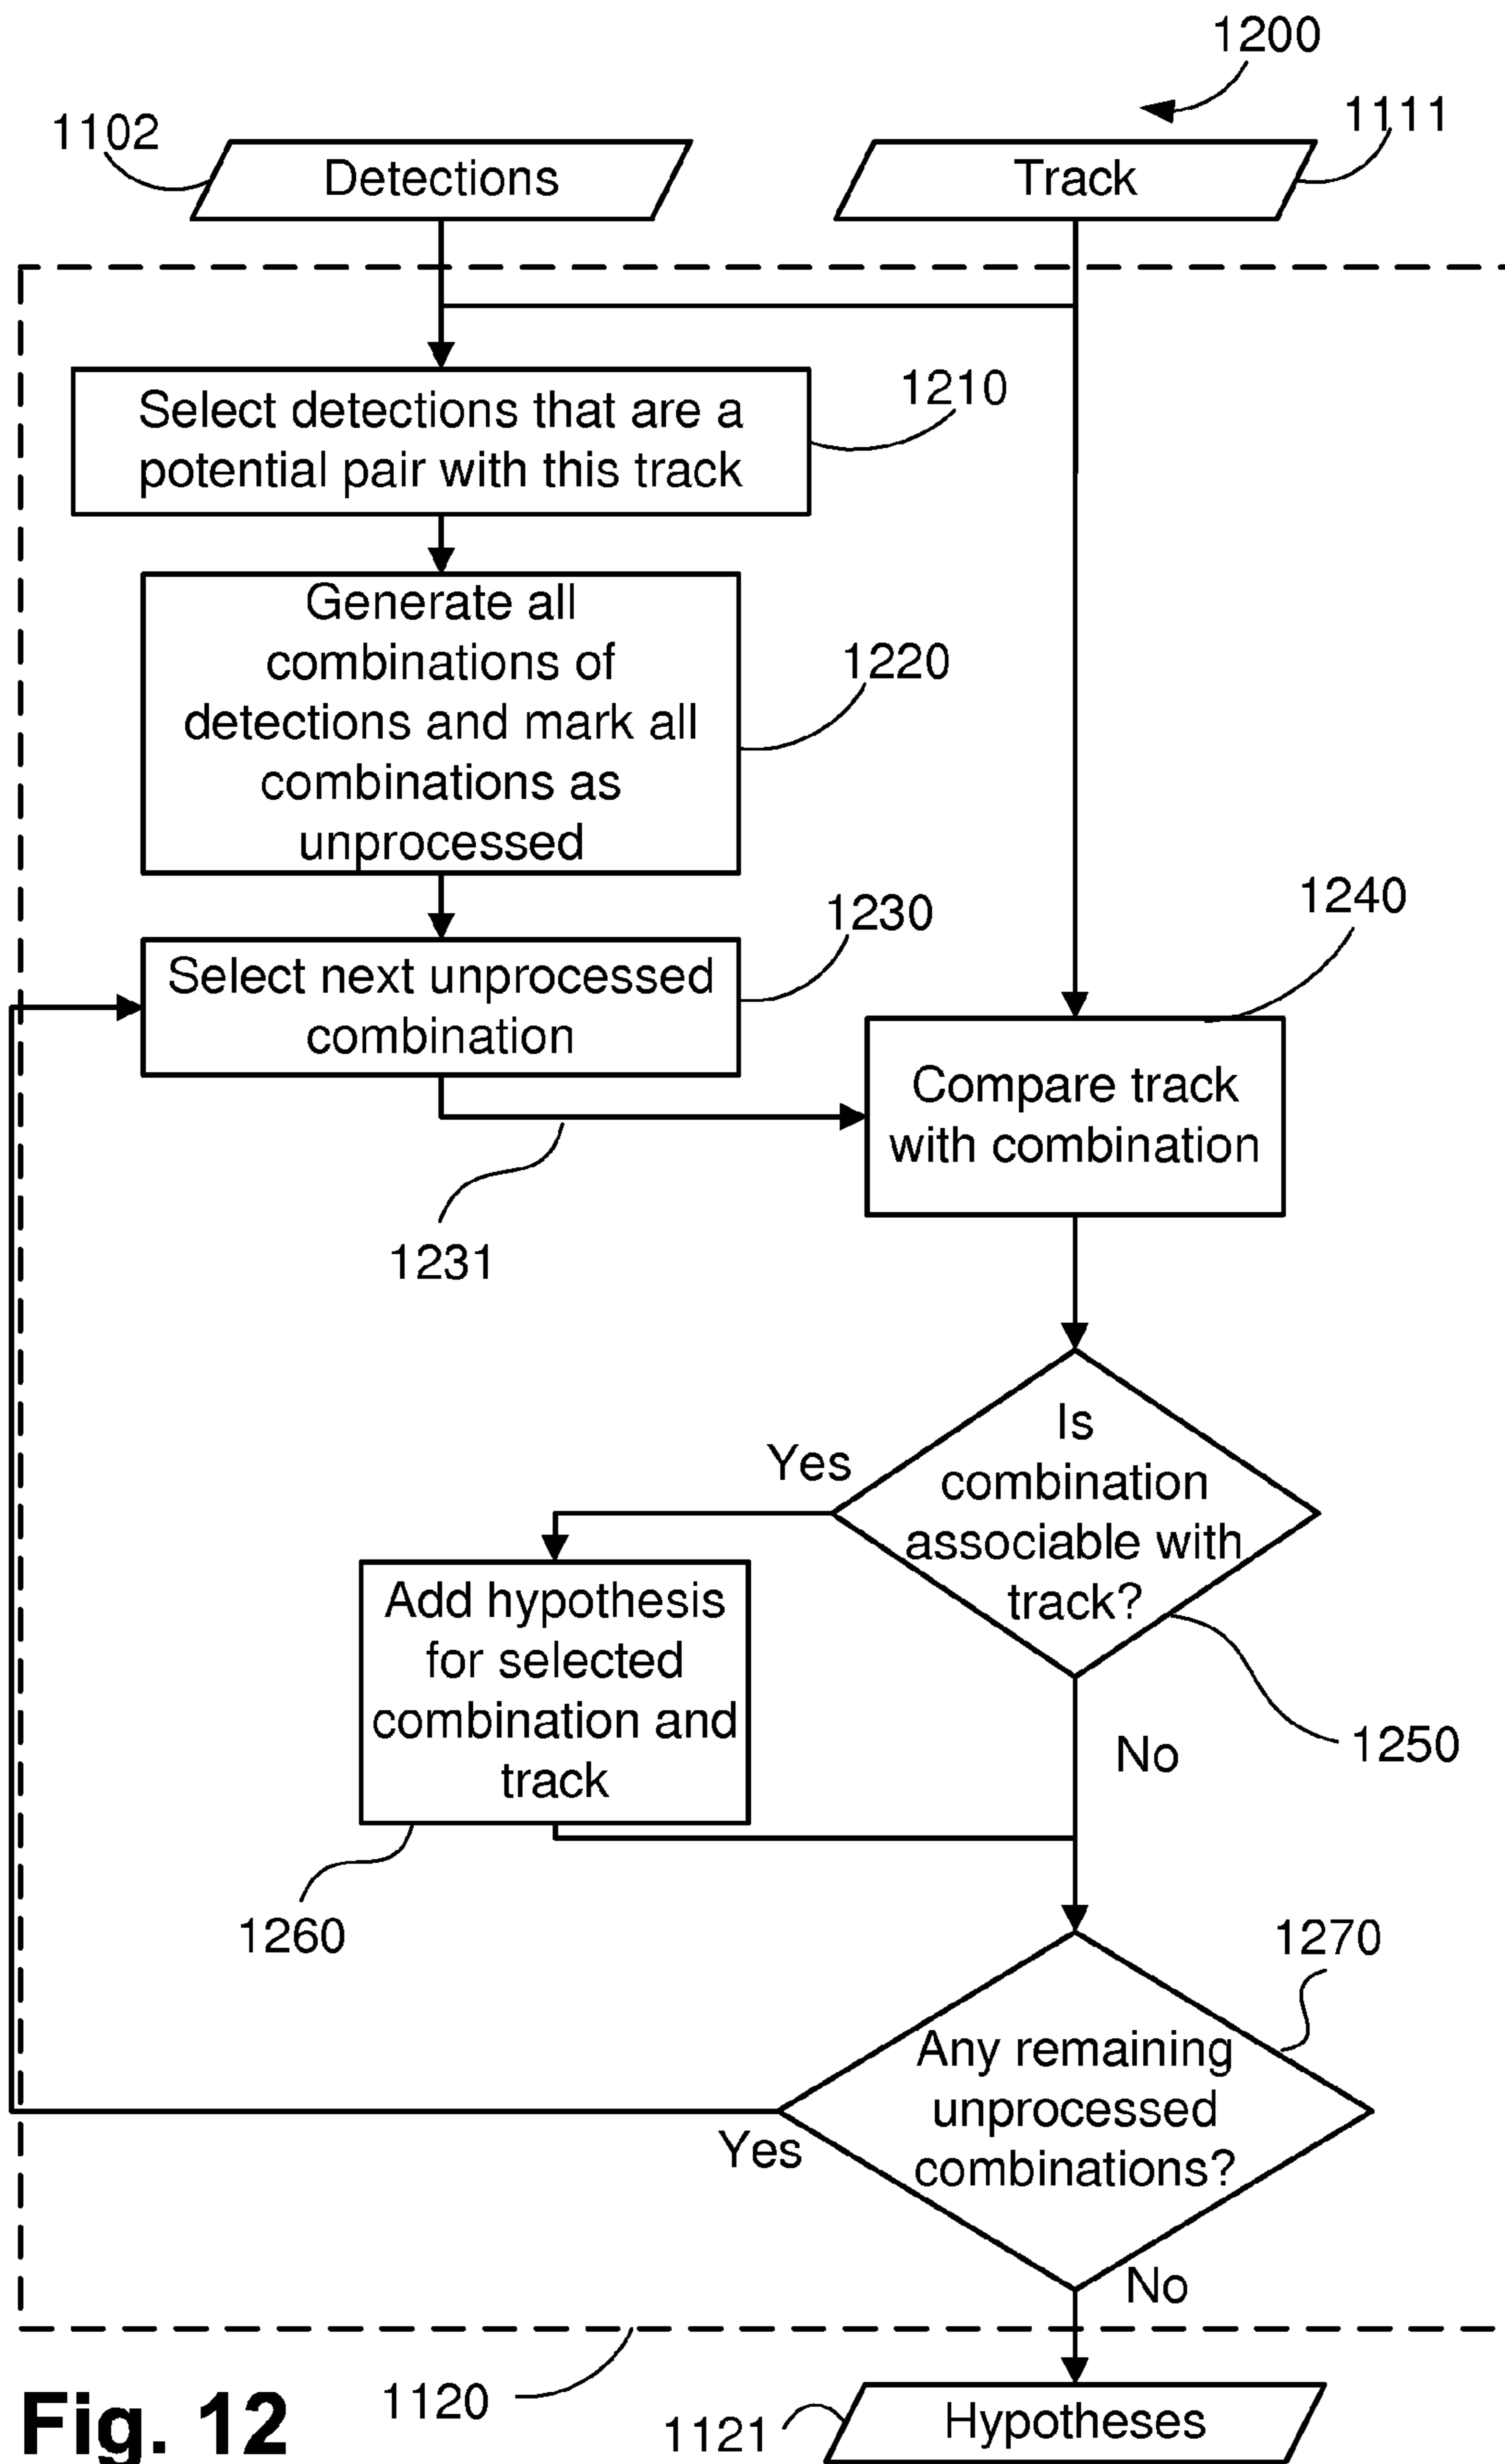 1200
1102
1111
Detections
Track
Select detections that are a
potential pair with this track
1210
Generate all
combinations of
detections and mark all
combinations as
unprocessed
1220
Select next unprocessed
combination
1230
1240
Compare track
with combination
1231
Is
combination
associable with
track?
Yes
Add hypothesis
for selected
combination and
track
No
1250
1260
1270
Any remaining
unprocessed
combinations?
Yes
No
Fig. 12
1120
1121
Hypotheses